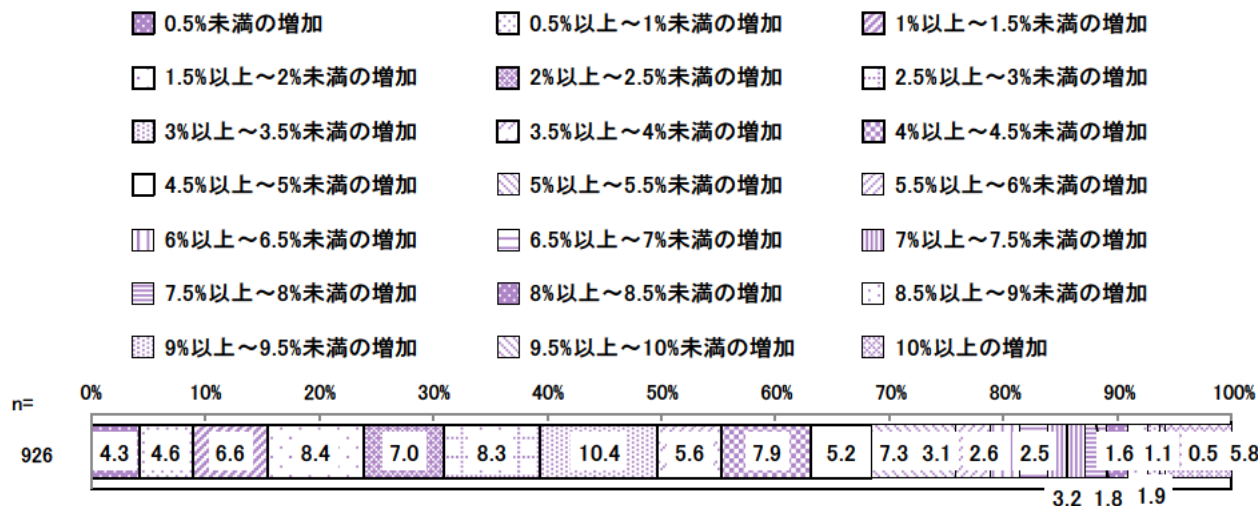 0.5%未満の増加 0.5%以上~1%未満の増加 1%以上~1.5%未満の増加
1.5%以上~2%未満の増加 2%以上~2.5%未満の増加 2.5%以上~3%未満の増加
3%以上~3.5%未満の増加 3.5%以上~4%未満の増加 4%以上~4.5%未満の増加
4.5%以上~5%未満の増加 5%以上~5.5%未満の増加 5.5%以上~6%未満の増加
6%以上~6.5%未満の増加 6.5%以上~7%未満の増加 7%以上~7.5%未満の増加
7.5%以上~8%未満の増加 8%以上~8.5%未満の増加 8.5%以上~9%未満の増加
9%以上~9.5%未満の増加 9.5%以上~10%未満の増加 10%以上の増加
0% 10% 20% 30% 40% 50% 60% 70% 80% 90% 100%
n=
926 4.3 4.6 6.6 8.4 7.0 8.3 10.4 5.6 7.9 5.2 7.3 3.1 2.6 2.5 1.6 1.1 0.5 5.8
3.2 1.8 1.9